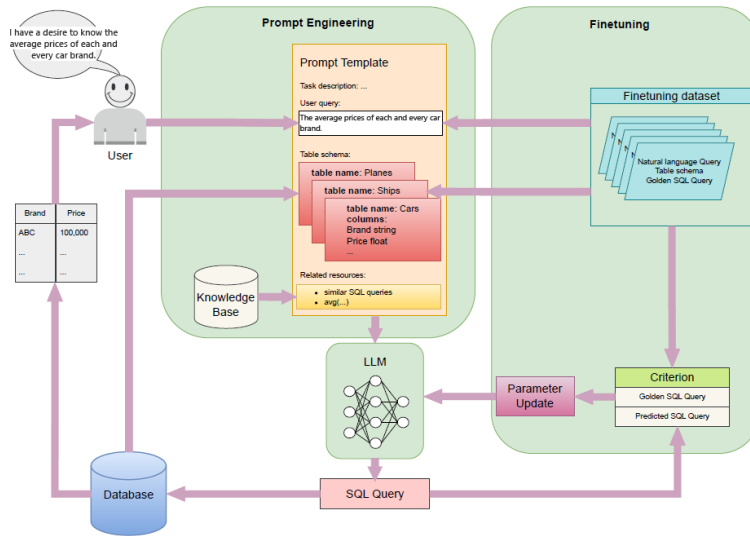 Prompt Engineering
Finetuning
I have a desire to know the
average prices of each and
every car brand.
User
Prompt Template
Task description: ...
User query:
The average prices of each and every car
brand.
Table schema:
table name: Planes
table name: Ships
table name: Cars
columns:
Brand string
Price float
...
Related resources:
• similar SQL queries
• avg(...)
Knowledge
Base
Finetuning dataset
Natural language Query
Table schema
Golden SQL Query
Brand Price
ABC 100,000
... ...
... ...
LLM
Parameter
Update
Criterion
Golden SQL Query
Predicted SQL Query
Database
SQL Query